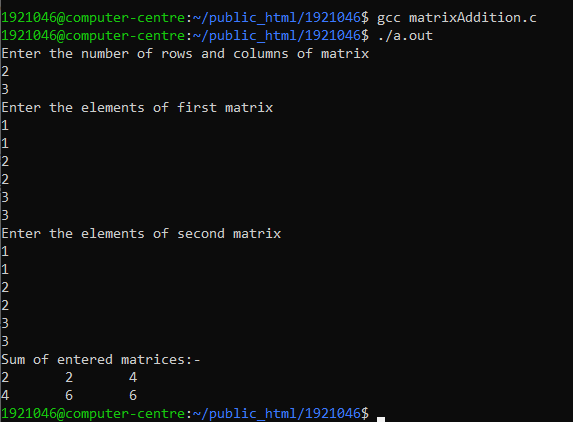 1921046@computer-centre:~/public_html/1921046$ gcc matrixAddition.c
1921046@computer-centre:~/public_html/1921046$ ./a.out
Enter the number of rows and columns of matrix
2
3
Enter the elements of first matrix
1
1
2
2
3
3
Enter the elements of second matrix
1
1
2
2
3
3
Sum of entered matrices:-
2       2       4
4       6       6
1921046@computer-centre:~/public_html/1921046$